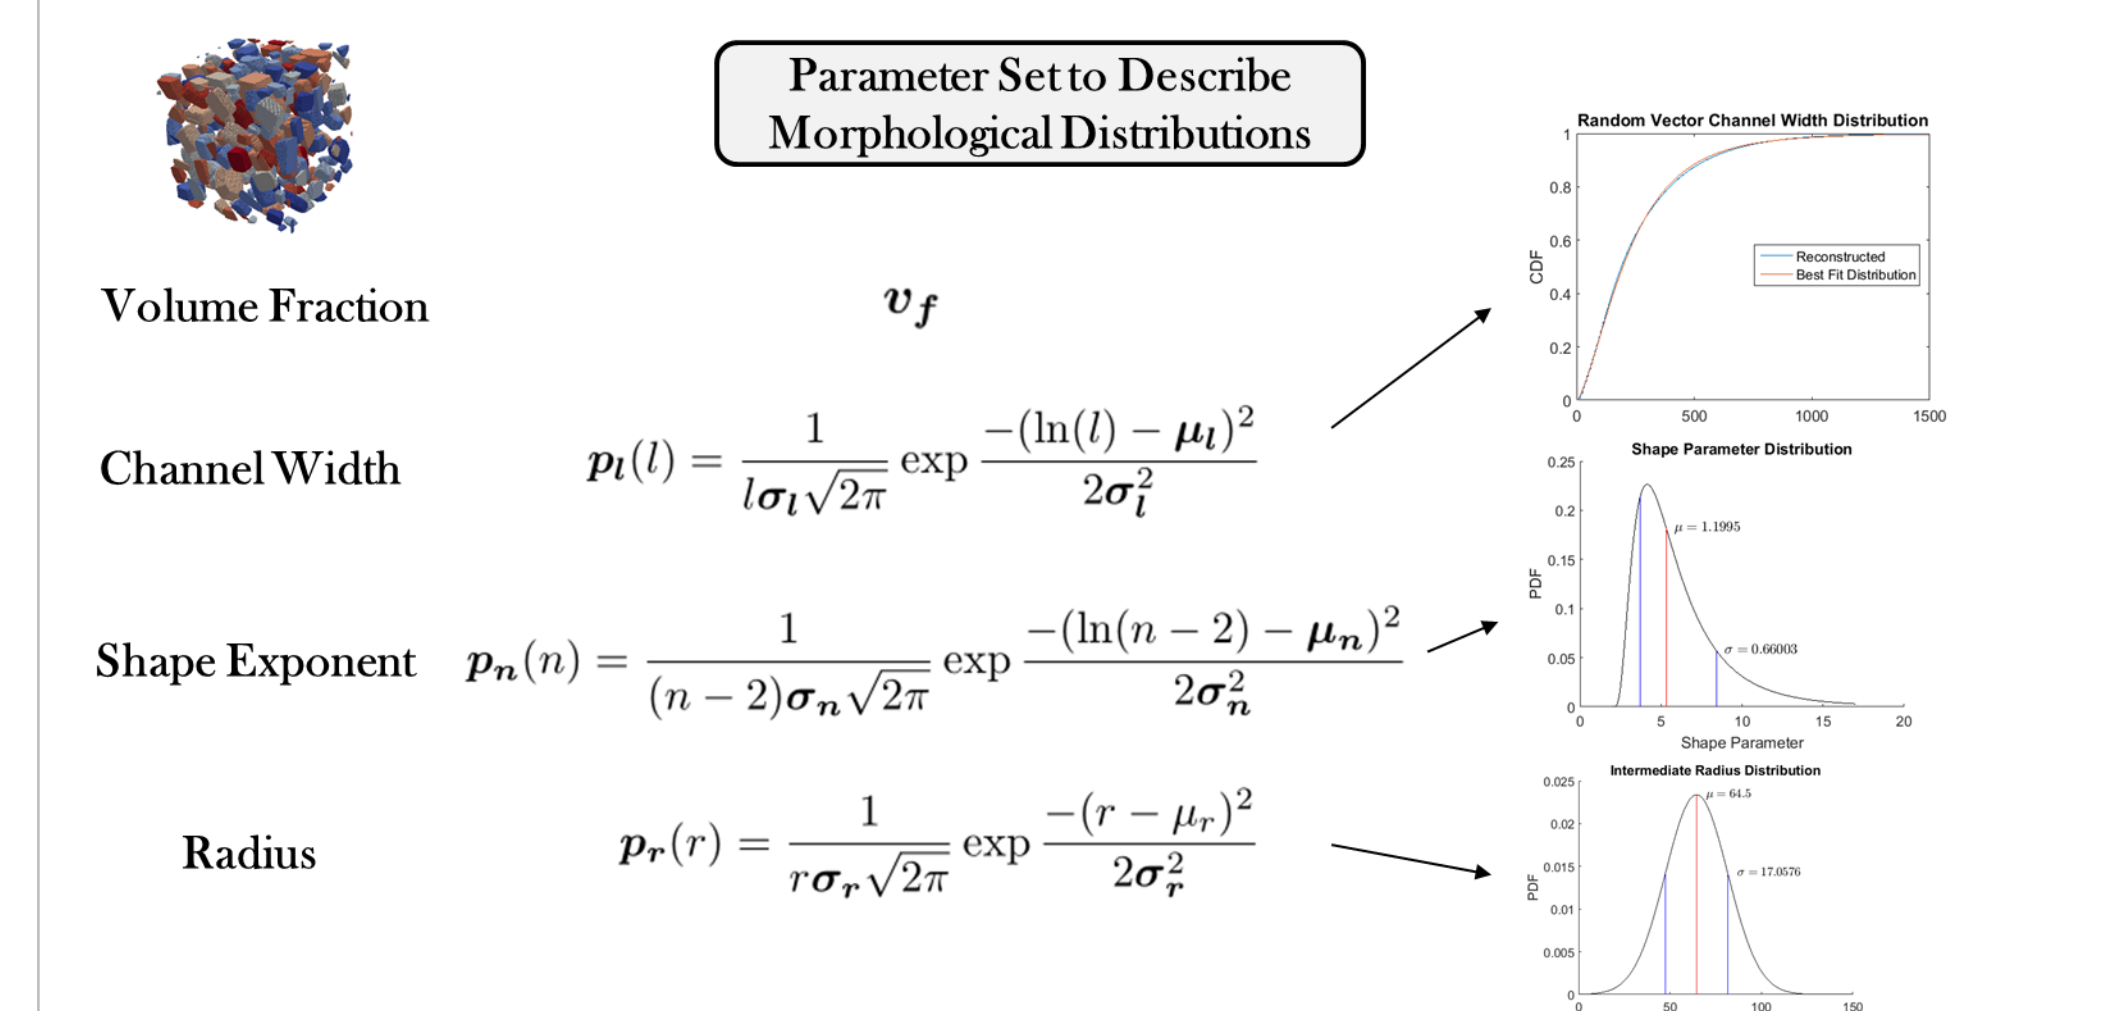 Parameter Set to Describe
Morphological Distributions
Volume Fraction
v_f
Channel Width
p_l(l) = 1 / (lσ_l√2π) exp −(ln(l) − μ_l)² / 2σ_l²
Shape Exponent
p_n(n) = 1 / ((n − 2)σ_n√2π) exp −(ln(n − 2) − μ_n)² / 2σ_n²
Radius
p_r(r) = 1 / (rσ_r√2π) exp −(r − μ_r)² / 2σ_r²
Random Vector Channel Width Distribution
1
0.8
0.6
0.4
0.2
0
CDF
Reconstructed
Best Fit Distribution
0 500 1000 1500
Shape Parameter Distribution
0.25
0.2
0.15
0.1
0.05
0
PDF
μ = 1.1995
σ = 0.66003
0 5 10 15 20
Shape Parameter
Intermediate Radius Distribution
0.025
0.02
0.015
0.01
0.005
0
PDF
μ = 64.5
σ = 17.0576
0 50 100 150